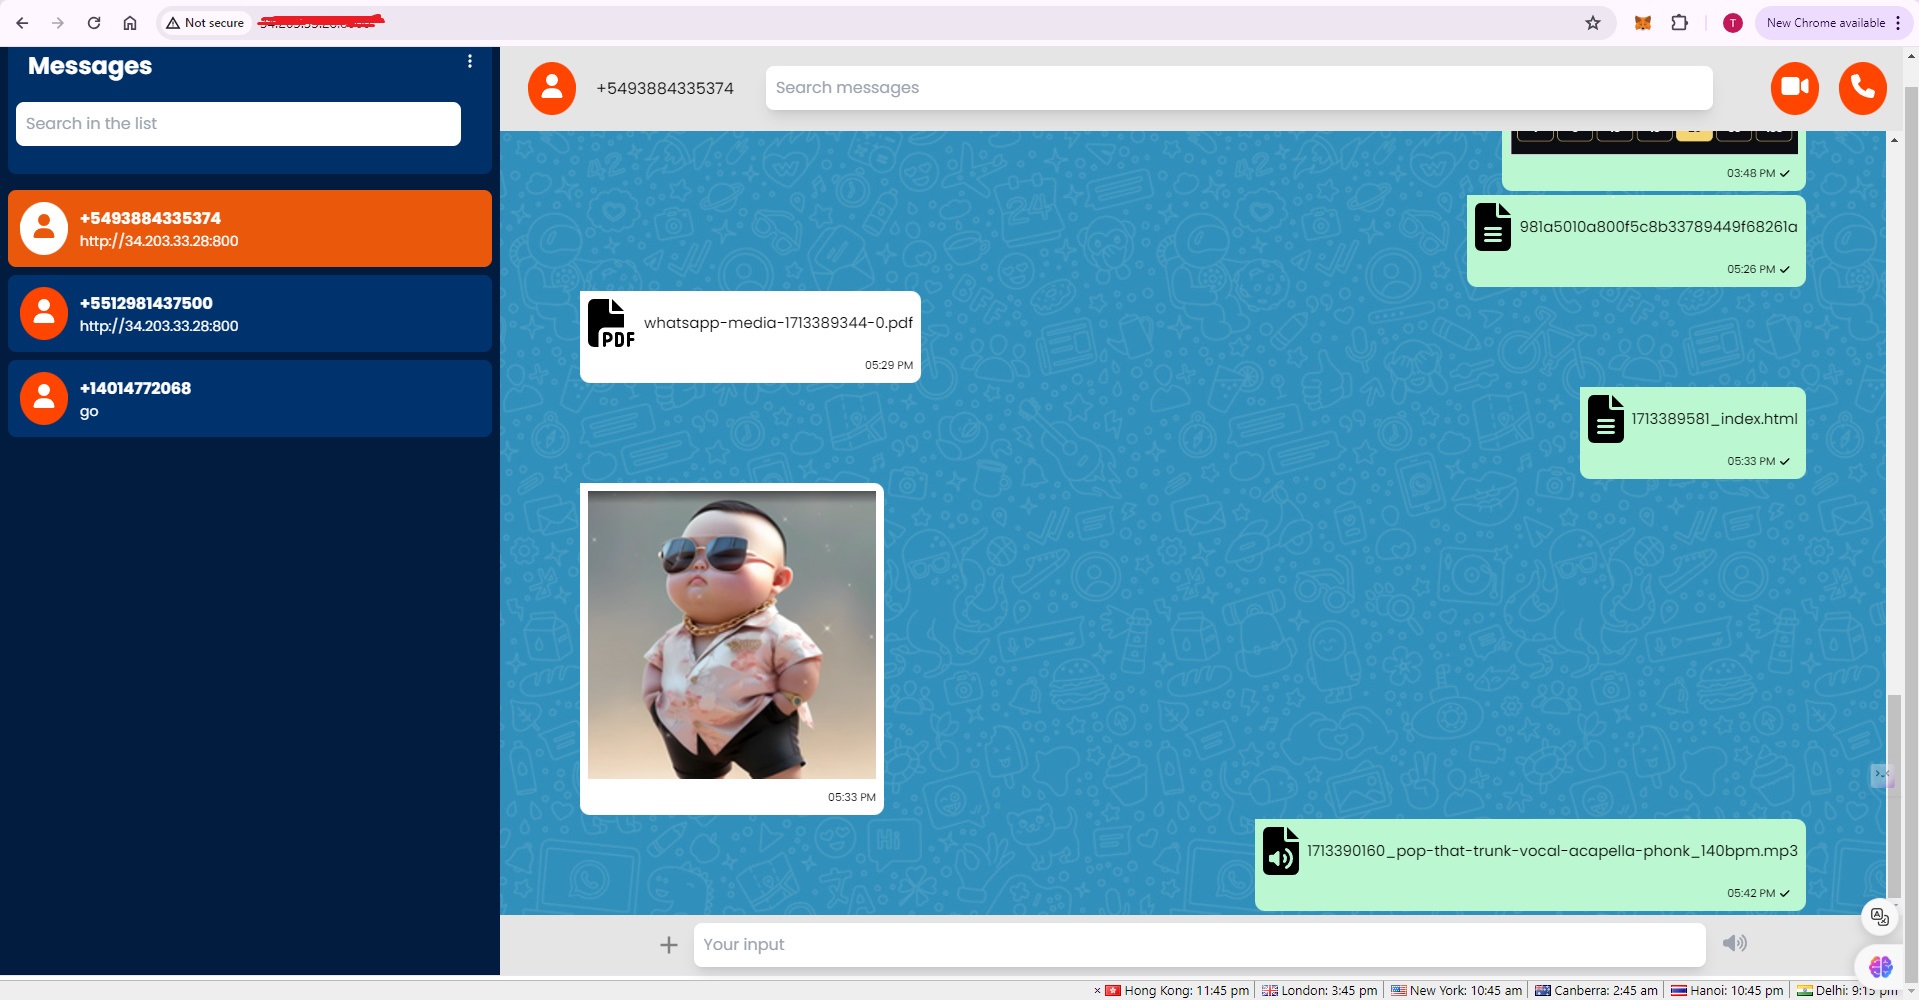 Not secure
New Chrome available
T
Messages
Search in the list
+5493884335374
http://34.203.33.28:800
+5512981437500
http://34.203.33.28:800
+14014772068
go
+5493884335374
Search messages
03:48 PM
981a5010a800f5c8b33789449f68261a
05:26 PM
PDF
whatsapp-media-1713389344-0.pdf
05:29 PM
1713389581_index.html
05:33 PM
05:33 PM
1713390160_pop-that-trunk-vocal-acapella-phonk_140bpm.mp3
05:42 PM
Your input
Hong Kong: 11:45 pm
London: 3:45 pm
New York: 10:45 am
Canberra: 2:45 am
Hanoi: 10:45 pm
Delhi: 9:15 pm